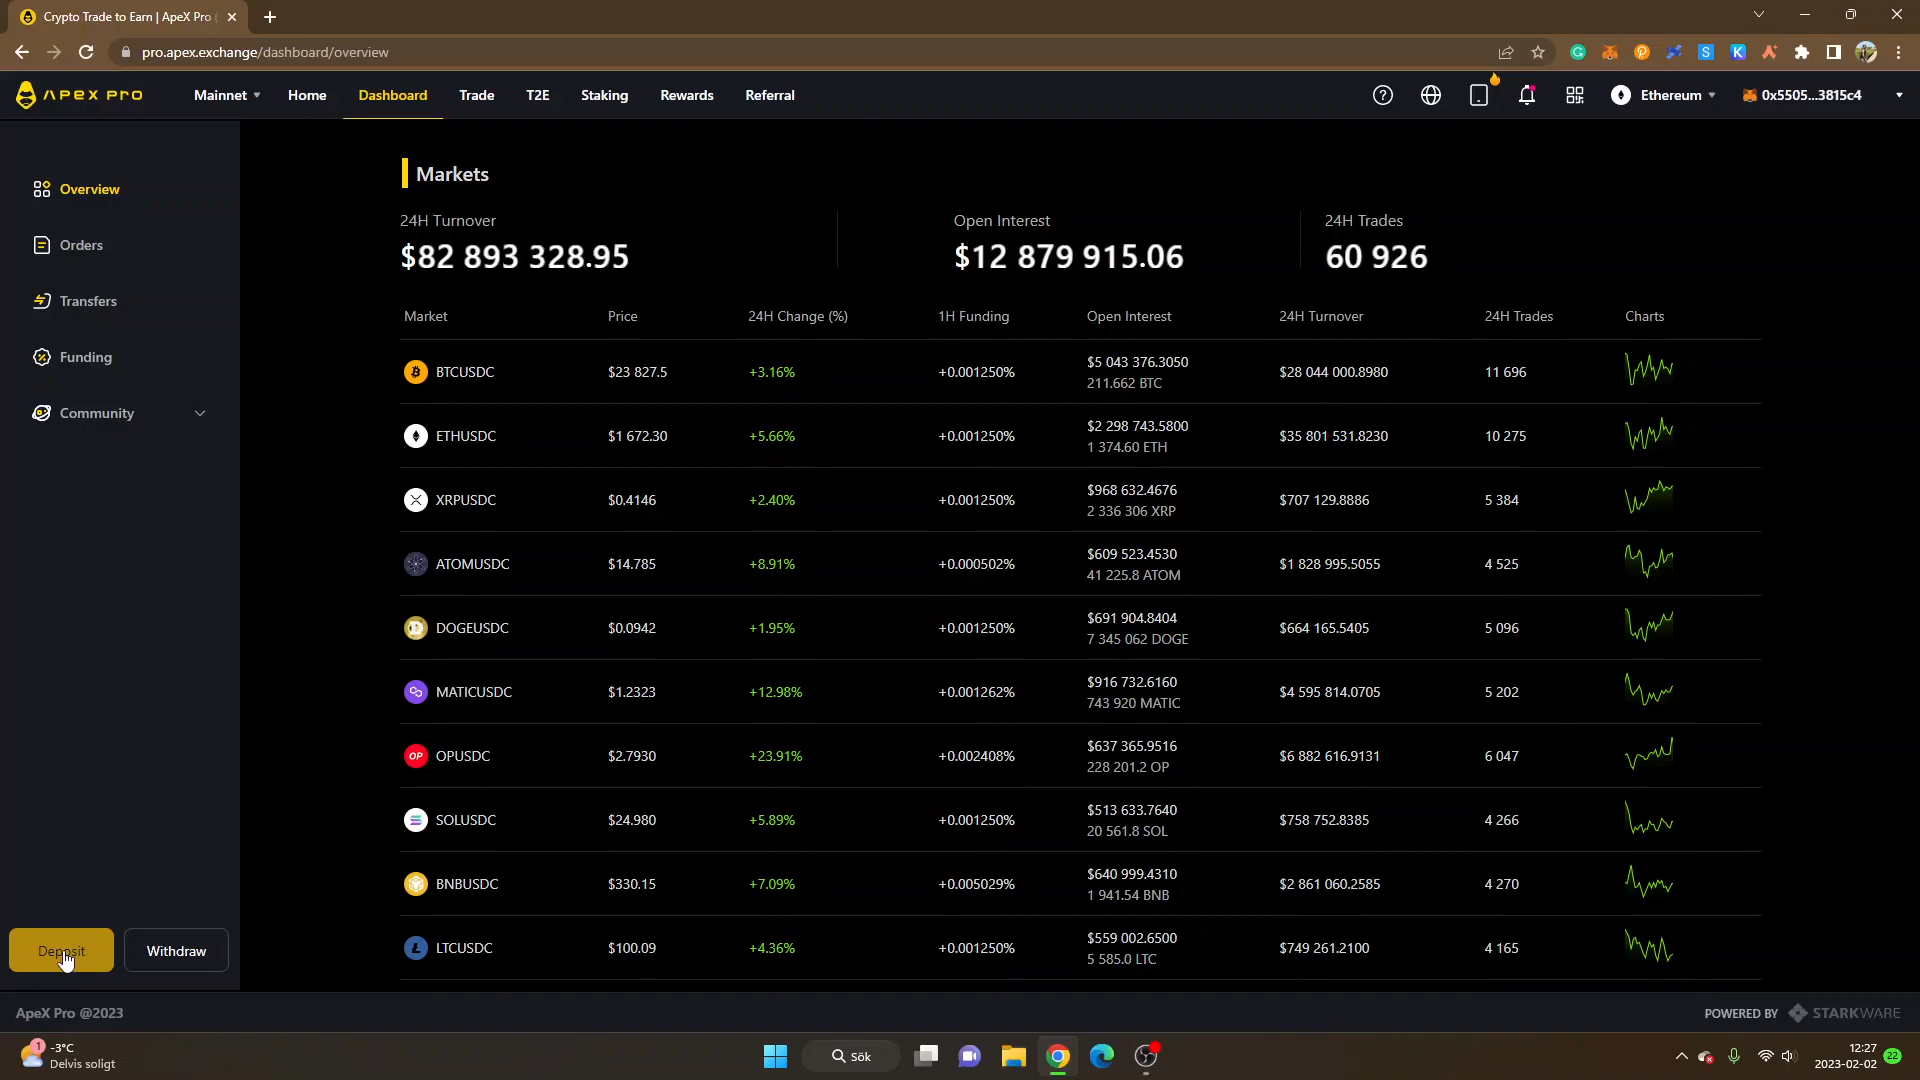 Crypto Trade to Earn | ApeX Pro
pro.apex.exchange/dashboard/overview
APEX PRO
Mainnet
Home
Dashboard
Trade
T2E
Staking
Rewards
Referral
Ethereum
0x5505...3815c4
Overview
Orders
Transfers
Funding
Community
Deposit
Withdraw
Markets
24H Turnover Open Interest 24H Trades
$82 893 328.95 $12 879 915.06 60 926
Market Price 24H Change (%) 1H Funding Open Interest 24H Turnover 24H Trades Charts
BTCUSDC $23 827.5 +3.16% +0.001250% $5 043 376.3050 $28 044 000.8980 11 696
211.662 BTC
ETHUSDC $1 672.30 +5.66% +0.001250% $2 298 743.5800 $35 801 531.8230 10 275
1 374.60 ETH
XRPUSDC $0.4146 +2.40% +0.001250% $968 632.4676 $707 129.8886 5 384
2 336 306 XRP
ATOMUSDC $14.785 +8.91% +0.000502% $609 523.4530 $1 828 995.5055 4 525
41 225.8 ATOM
DOGEUSDC $0.0942 +1.95% +0.001250% $691 904.8404 $664 165.5405 5 096
7 345 062 DOGE
MATICUSDC $1.2323 +12.98% +0.001262% $916 732.6160 $4 595 814.0705 5 202
743 920 MATIC
OP OPUSDC $2.7930 +23.91% +0.002408% $637 365.9516 $6 882 616.9131 6 047
228 201.2 OP
SOLUSDC $24.980 +5.89% +0.001250% $513 633.7640 $758 752.8385 4 266
20 561.8 SOL
BNBUSDC $330.15 +7.09% +0.005029% $640 999.4310 $2 861 060.2585 4 270
1 941.54 BNB
LTCUSDC $100.09 +4.36% +0.001250% $559 002.6500 $749 261.2100 4 165
5 585.0 LTC
ApeX Pro @2023
POWERED BY STARKWARE
1
-3°C
Delvis soligt
Sök
12:27
2023-02-02
22